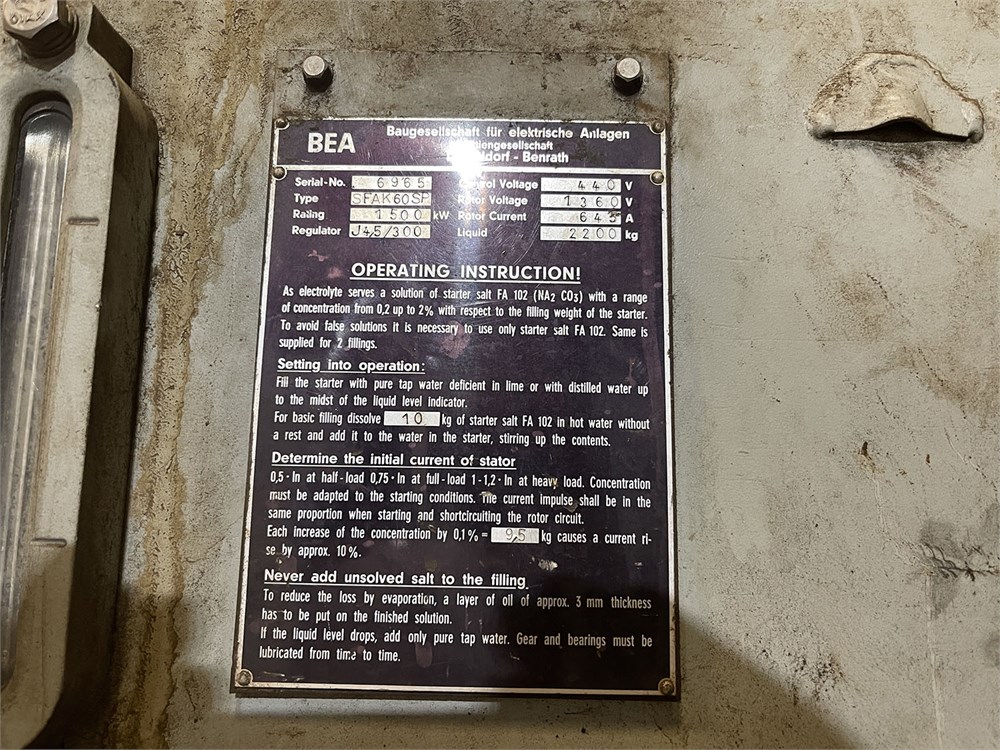 BEA
Baugesellschaft für elektrische Anlagen
Düsseldorf - Benrath
Serial-No. 6965 Control Voltage 440 V
Type SFAK60SP Rotor Voltage 1360 V
Rating 1500 kW Rotor Current 645 A
Regulator J45/300 Liquid 2200 kg
OPERATING INSTRUCTION!
As electrolyte serves a solution of starter salt FA 102 (NA2 CO3) with a range
of concentration from 0,2 up to 2% with respect to the filling weight of the starter.
To avoid false solutions it is necessary to use only starter salt FA 102. Same is
supplied for 2 fillings.
Setting into operation:
Fill the starter with pure tap water deficient in lime or with distilled water up
to the midst of the liquid level indicator.
For basic filling dissolve 10 kg of starter salt FA 102 in hot water without
a rest and add it to the water in the starter, stirring up the contents.
Determine the initial current of stator
0,5 · In at half-load 0,75 · In at full-load 1-1,2 · In at heavy load. Concentration
must be adapted to the starting conditions. The current impulse shall be in the
same proportion when starting and shortcircuiting the rotor circuit.
Each increase of the concentration by 0,1% = 9,5 kg causes a current ri-
se by approx. 10%.
Never add unsolved salt to the filling
To reduce the loss by evaporation, a layer of oil of approx. 3 mm thickness
has to be put on the finished solution.
If the liquid level drops, add only pure tap water. Gear and bearings must be
lubricated from time to time.